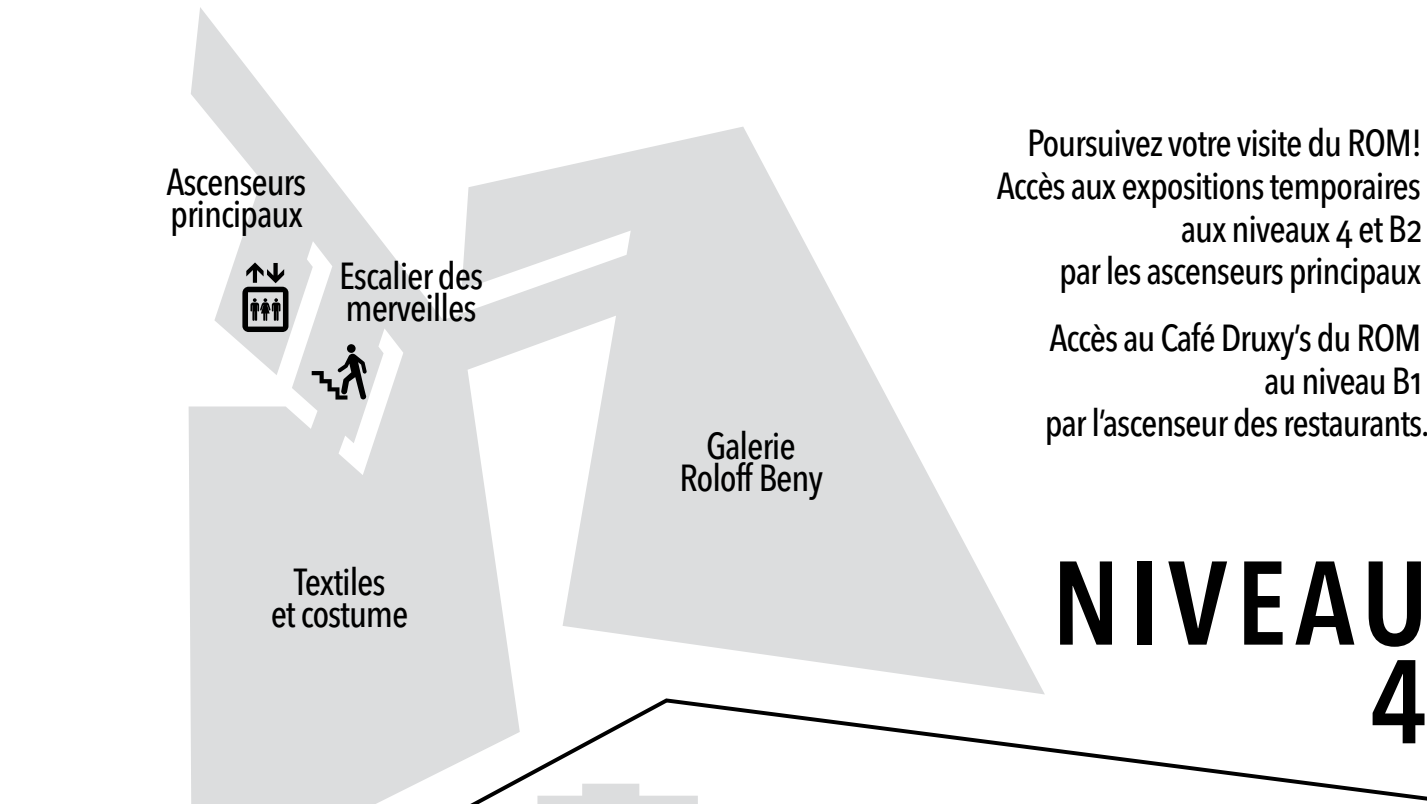 Ascenseurs
principaux
Escalier des
merveilles
Galerie
Roloff Beny
Textiles
et costume
Poursuivez votre visite du ROM!
Accès aux expositions temporaires
aux niveaux 4 et B2
par les ascenseurs principaux
Accès au Café Druxy's du ROM
au niveau B1
par l'ascenseur des restaurants.
NIVEAU
4